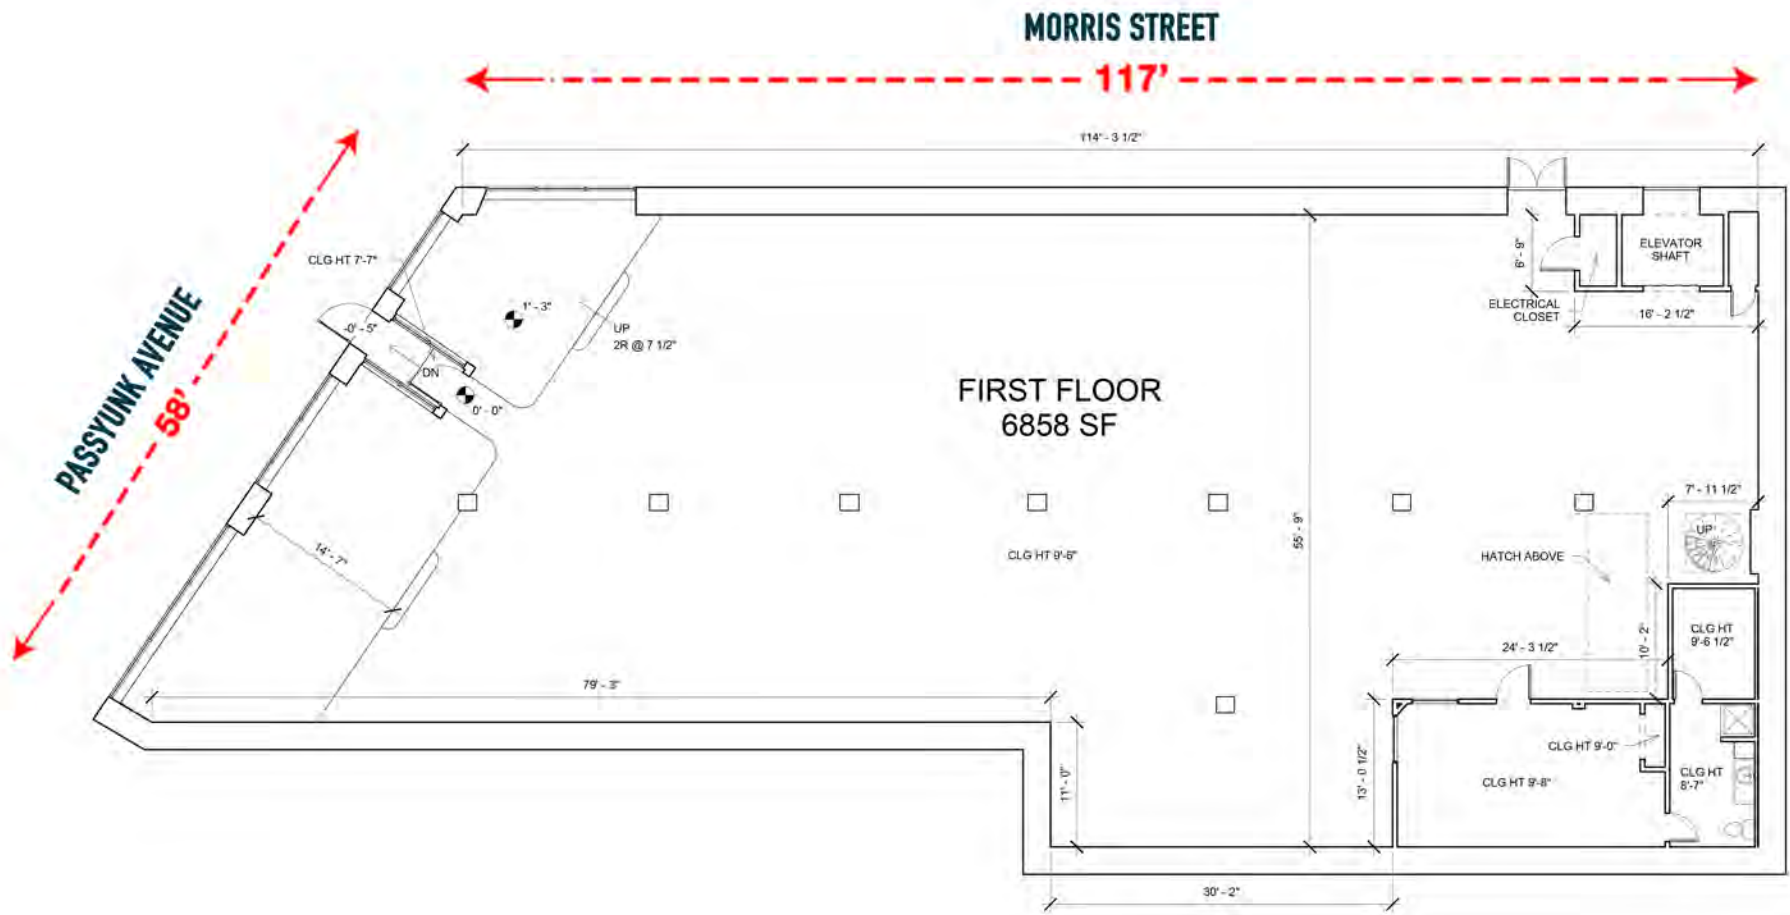 MORRIS STREET
117'
114' - 3 1/2"
PASSYUNK AVENUE
58'
CLG HT 7'-7"
-0' - 5"
1' - 3"
UP
2R @ 7 1/2"
DN
0' - 0"
6' - 9"
ELEVATOR
SHAFT
ELECTRICAL
CLOSET
16' - 2 1/2"
FIRST FLOOR
6858 SF
14' - 7"
CLG HT 9'-6"
55' - 9"
7' - 11 1/2"
UP
HATCH ABOVE
10' - 2"
CLG HT
9'-6 1/2"
24' - 3 1/2"
79' - 3"
11' - 0"
13' - 0 1/2"
CLG HT 9'-0"
CLG HT 9'-8"
CLG HT
8'-7"
30' - 2"